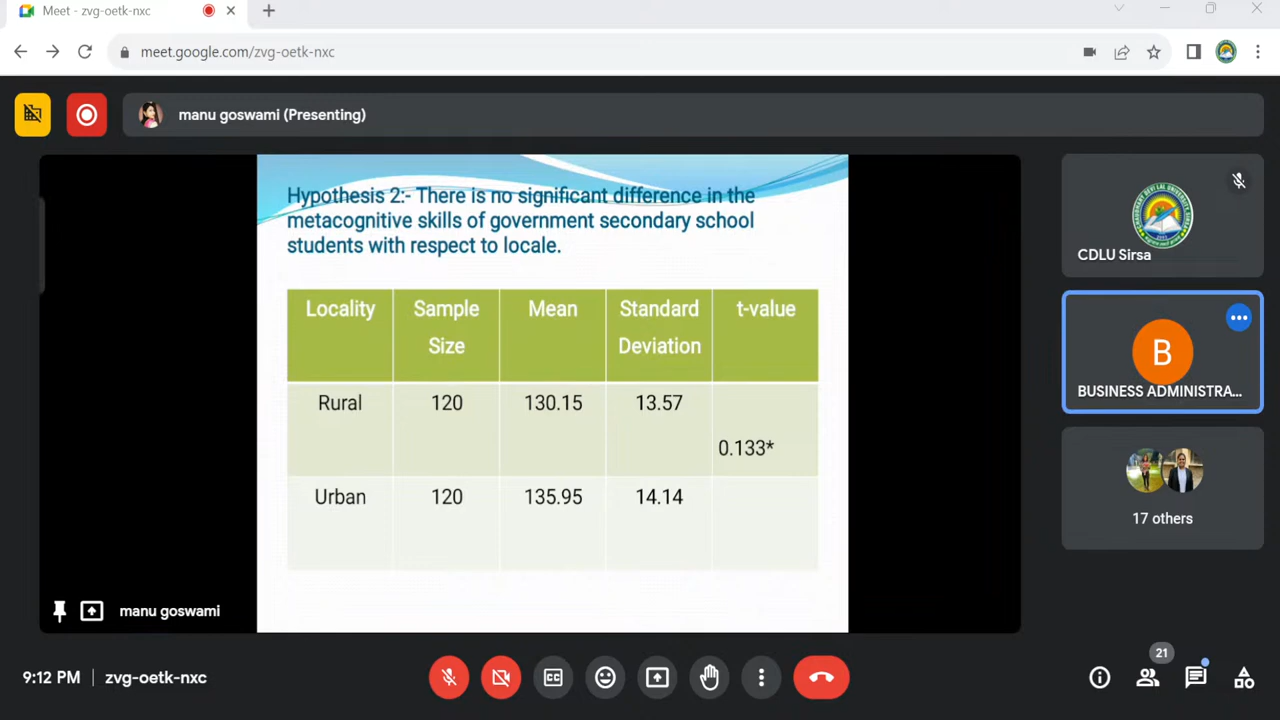 Meet - zvg-oetk-nxc
meet.google.com/zvg-oetk-nxc
manu goswami (Presenting)
Hypothesis 2:- There is no significant difference in the
metacognitive skills of government secondary school
students with respect to locale.
Locality Sample Size Mean Standard Deviation t-value
Rural 120 130.15 13.57
0.133*
Urban 120 135.95 14.14
manu goswami
CDLU Sirsa
B
BUSINESS ADMINISTRA...
17 others
9:12 PM zvg-oetk-nxc
CC
21